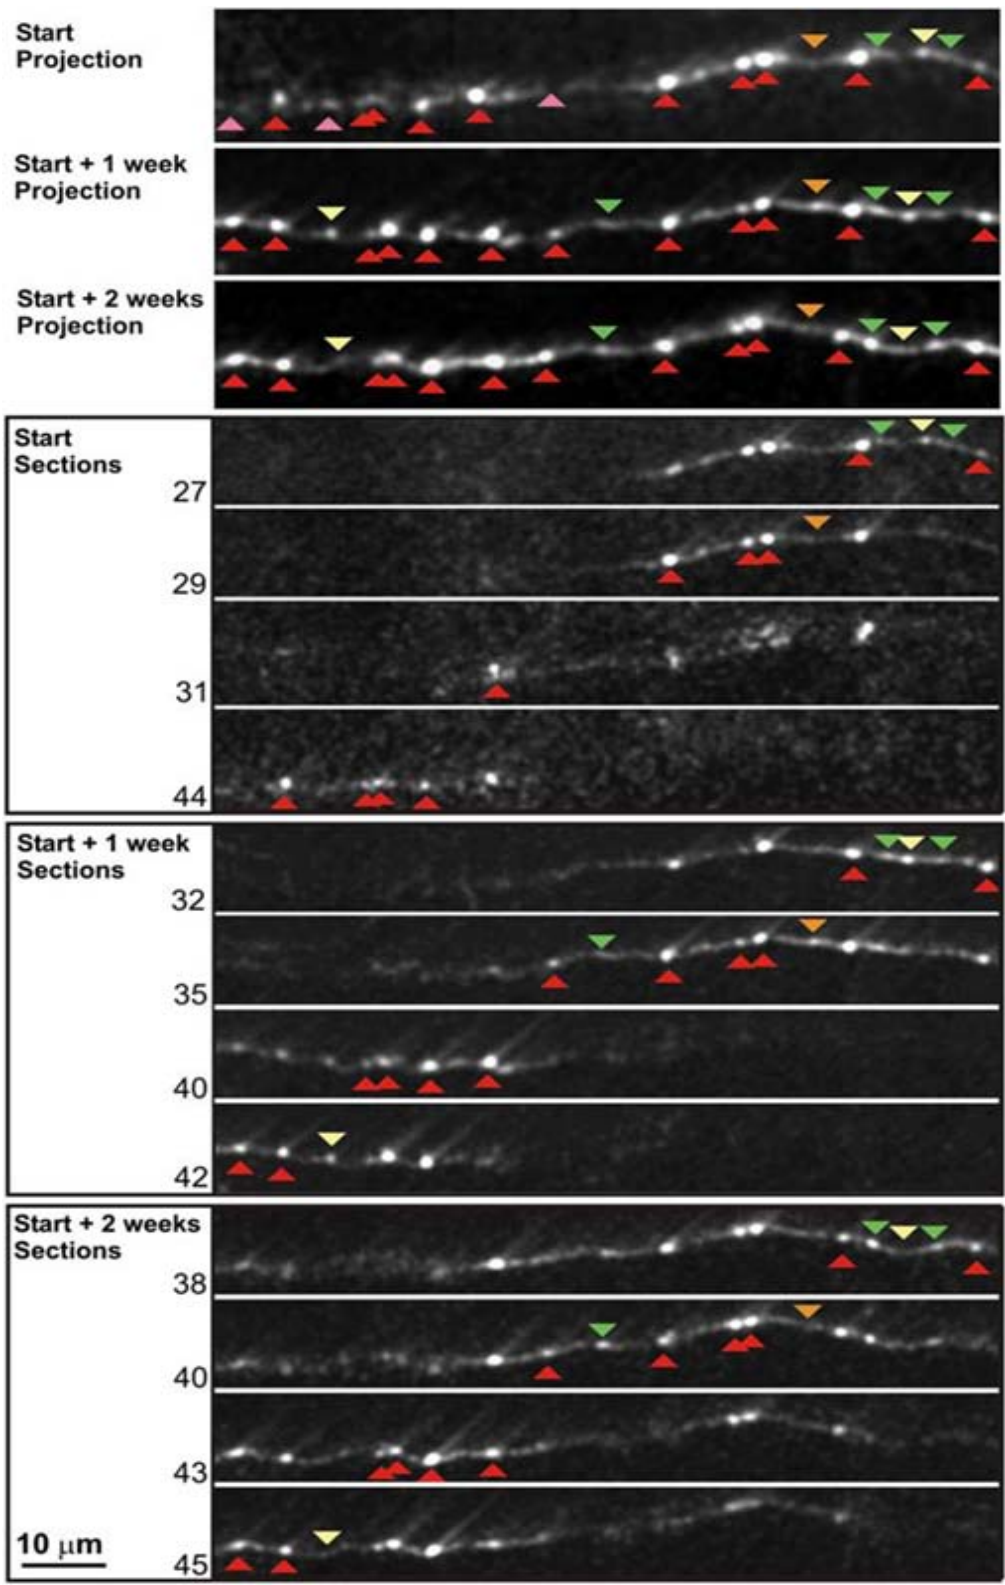 Start
Projection
Start + 1 week
Projection
Start + 2 weeks
Projection
Start
Sections
27
29
31
44
Start + 1 week
Sections
32
35
40
42
Start + 2 weeks
Sections
38
40
43
45
10 μm